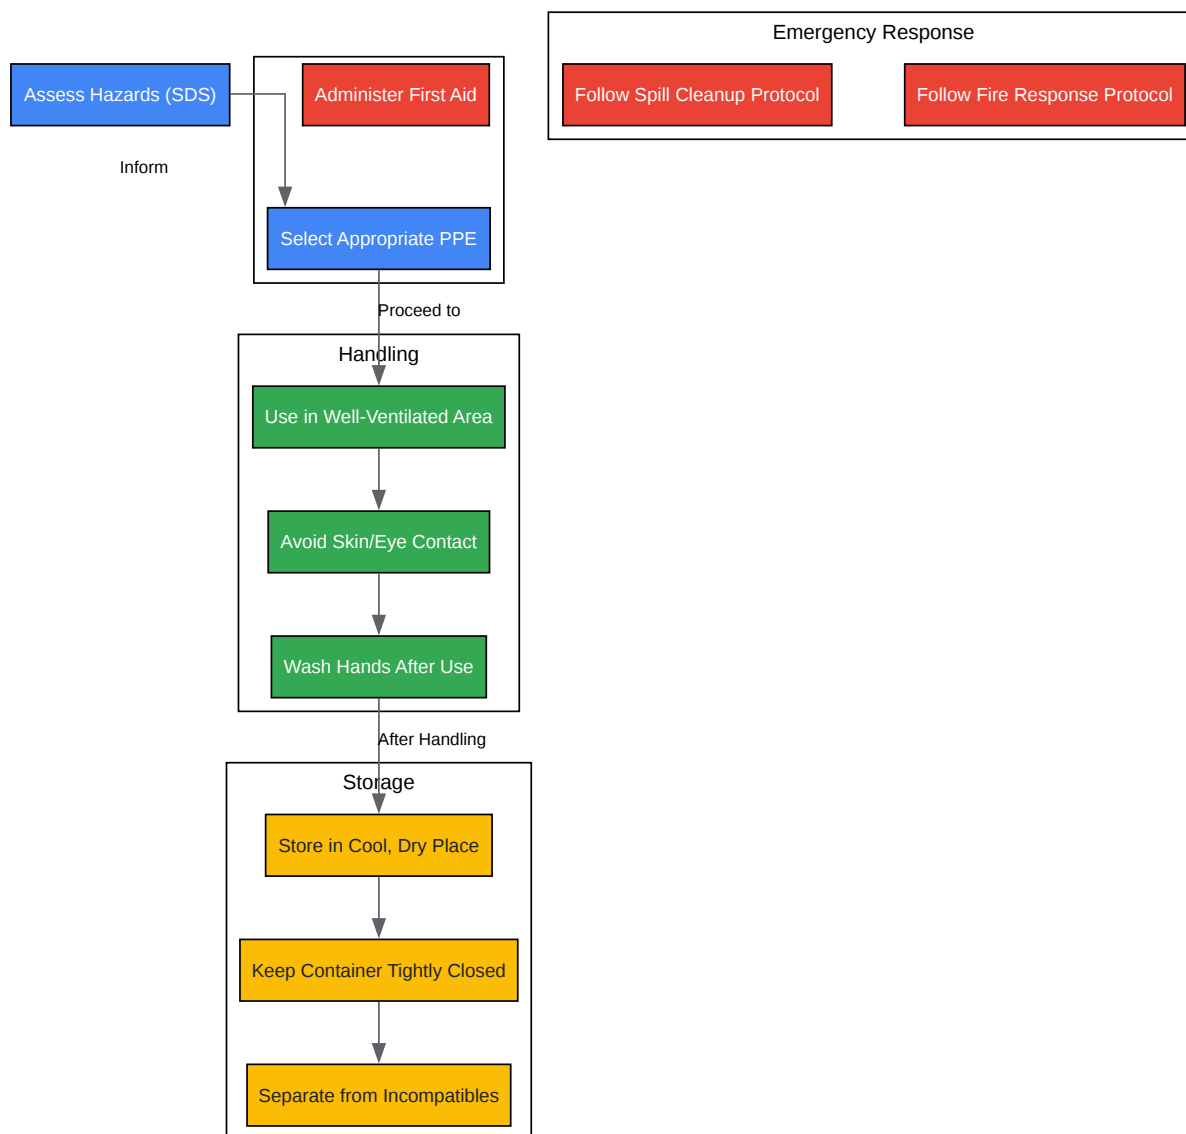 Emergency Response
Assess Hazards (SDS)
Administer First Aid
Follow Spill Cleanup Protocol
Follow Fire Response Protocol
Inform
Select Appropriate PPE
Proceed to
Handling
Use in Well-Ventilated Area
Avoid Skin/Eye Contact
Wash Hands After Use
After Handling
Storage
Store in Cool, Dry Place
Keep Container Tightly Closed
Separate from Incompatibles